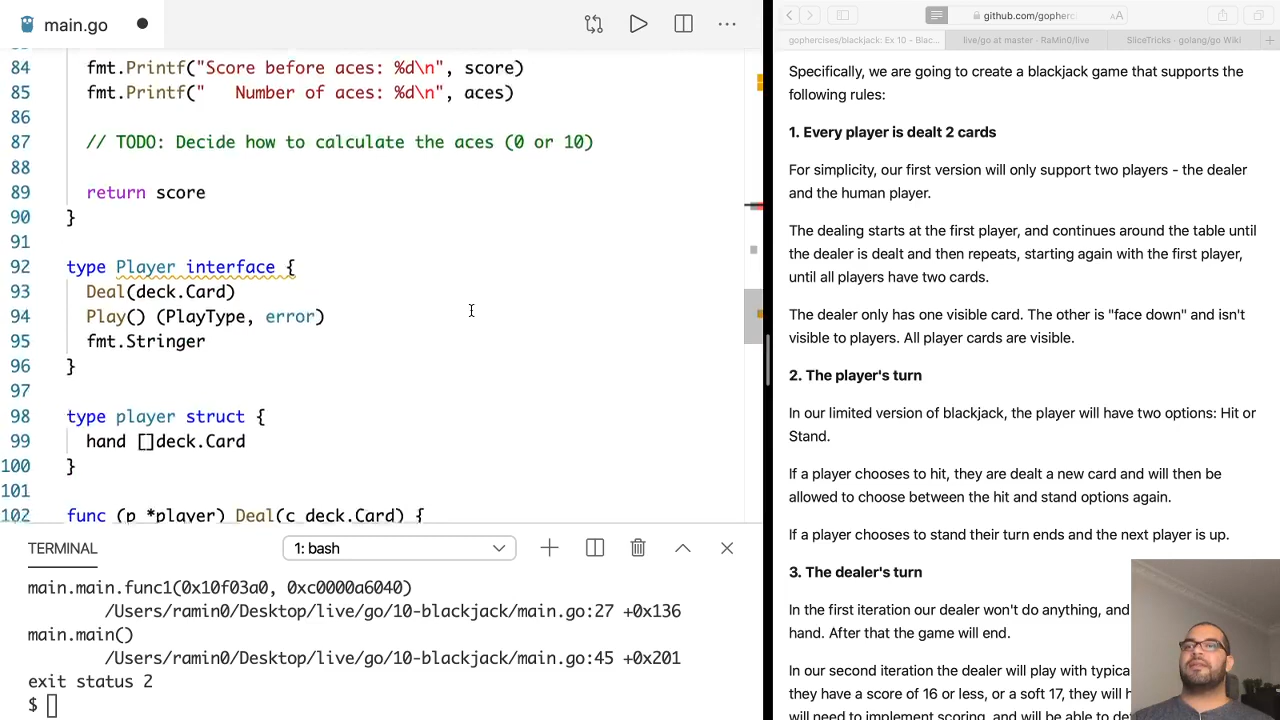 main.go
84 fmt.Printf("Score before aces: %d\n", score)
85 fmt.Printf("   Number of aces: %d\n", aces)
86
87 // TODO: Decide how to calculate the aces (0 or 10)
88
89 return score
90 }
91
92 type Player interface {
93 Deal(deck.Card)
94 Play() (PlayType, error)
95 fmt.Stringer
96 }
97
98 type player struct {
99 hand []deck.Card
100 }
101
102 func (p *player) Deal(c deck.Card) {
TERMINAL
1: bash
main.main.func1(0x10f03a0, 0xc0000a6040)
/Users/ramin0/Desktop/live/go/10-blackjack/main.go:27 +0x136
main.main()
/Users/ramin0/Desktop/live/go/10-blackjack/main.go:45 +0x201
exit status 2
$
github.com/gopherc
AA
gophercises/blackjack: Ex 10 - Blac...
live/go at master · RaMin0/live
SliceTricks · golang/go Wiki
Specifically, we are going to create a blackjack game that supports the
following rules:
1. Every player is dealt 2 cards
For simplicity, our first version will only support two players - the dealer
and the human player.
The dealing starts at the first player, and continues around the table until
the dealer is dealt and then repeats, starting again with the first player,
until all players have two cards.
The dealer only has one visible card. The other is "face down" and isn't
visible to players. All player cards are visible.
2. The player's turn
In our limited version of blackjack, the player will have two options: Hit or
Stand.
If a player chooses to hit, they are dealt a new card and will then be
allowed to choose between the hit and stand options again.
If a player chooses to stand their turn ends and the next player is up.
3. The dealer's turn
In the first iteration our dealer won't do anything, and
hand. After that the game will end.
In our second iteration the dealer will play with typica
they have a score of 16 or less, or a soft 17, they will h
will need to implement scoring, and will be able to de